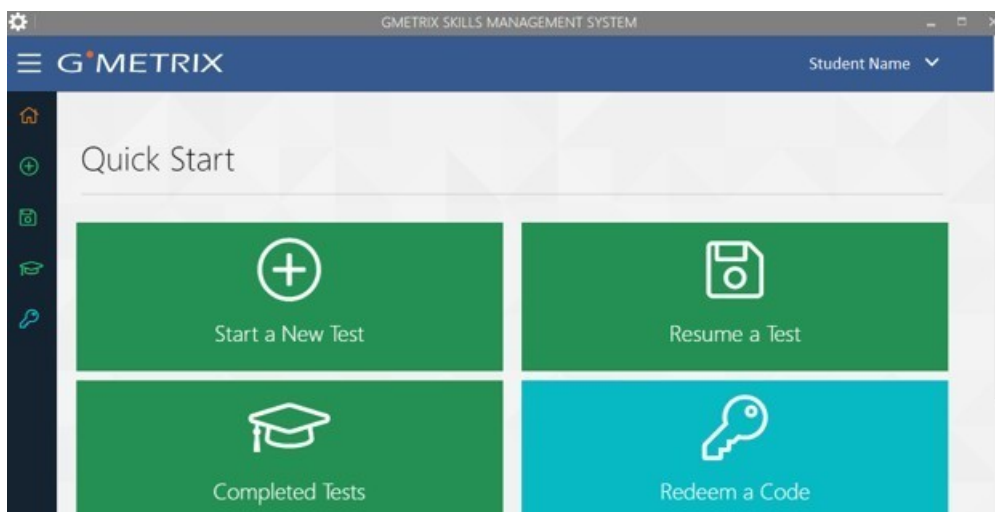 GMETRIX SKILLS MANAGEMENT SYSTEM
G METRIX
Student Name
Quick Start
Start a New Test
Resume a Test
Completed Tests
Redeem a Code